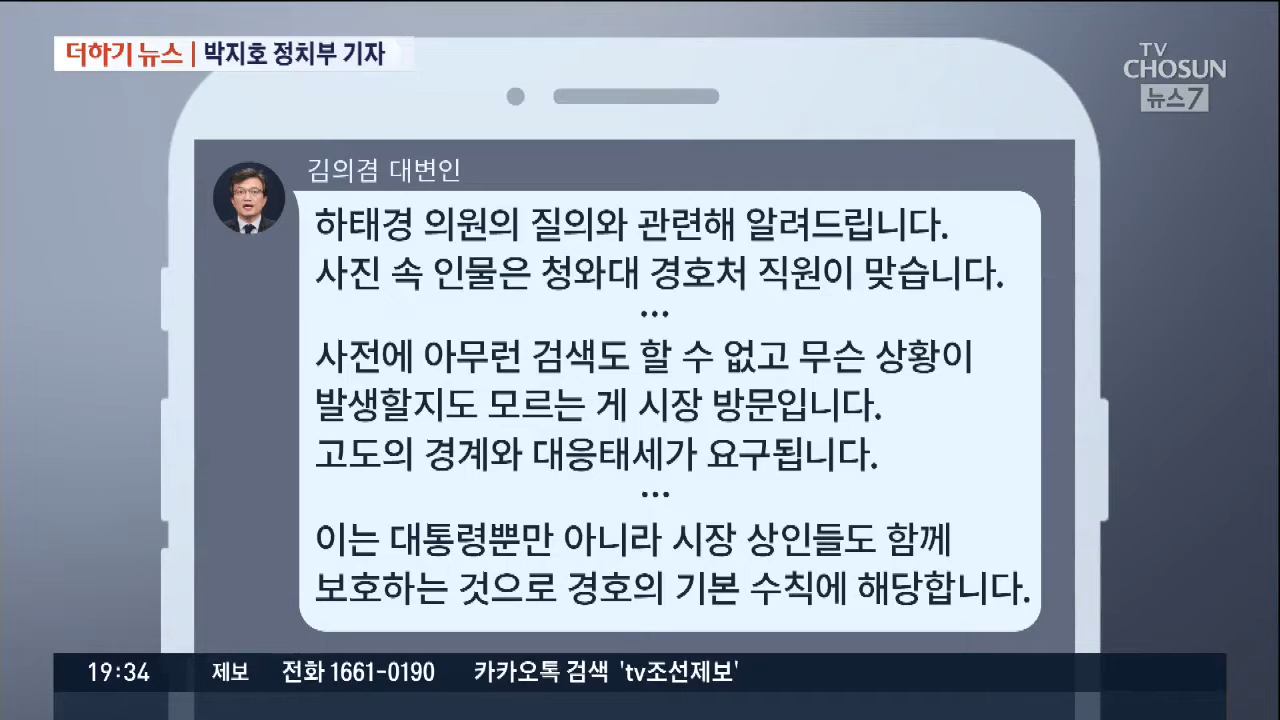 더하기 뉴스 | 박지호 정치부 기자
TV
CHOSUN
뉴스7
김의겸 대변인
하태경 의원의 질의와 관련해 알려드립니다.
사진 속 인물은 청와대 경호처 직원이 맞습니다.
...
사전에 아무런 검색도 할 수 없고 무슨 상황이
발생할지도 모르는 게 시장 방문입니다.
고도의 경계와 대응태세가 요구됩니다.
...
이는 대통령뿐만 아니라 시장 상인들도 함께
보호하는 것으로 경호의 기본 수칙에 해당합니다.
19:34 제보 전화 1661-0190 카카오톡 검색 'tv조선제보'